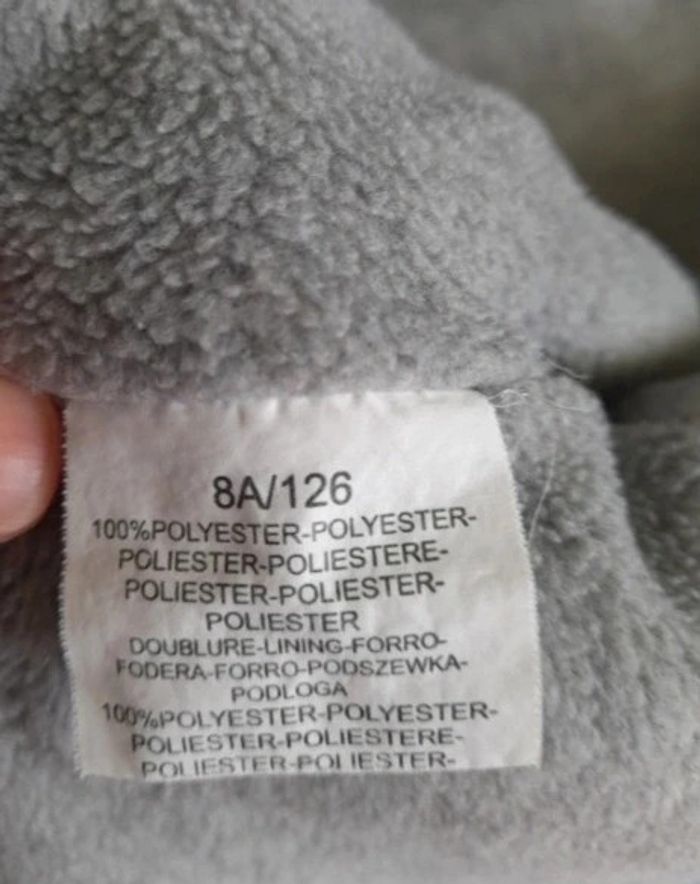 8A/126
100%POLYESTER-POLYESTER-
POLIESTER-POLIESTERE-
POLIESTER-POLIESTER-
POLIESTER
DOUBLURE-LINING-FORRO-
FODERA-FORRO-PODSZEWKA-
PODLOGA
100%POLYESTER-POLYESTER-
POLIESTER-POLIESTERE-
POLIESTER-POLIESTER-